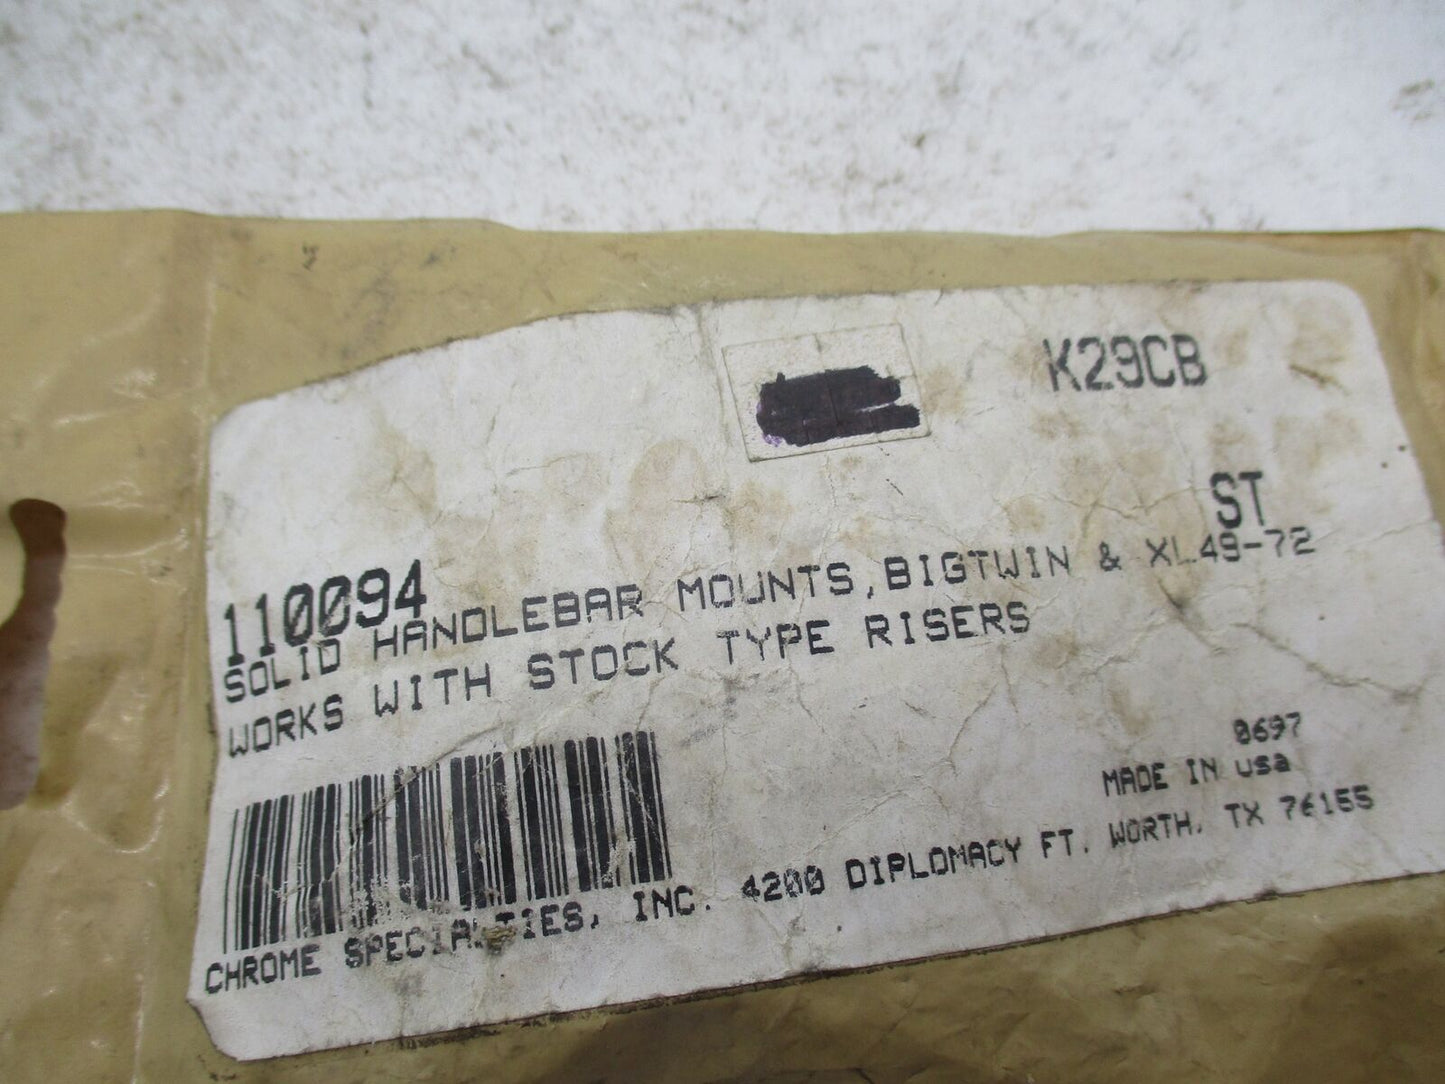 K29CB
ST
110094
SOLID HANDLEBAR MOUNTS,BIGTWIN & XL49-72
WORKS WITH STOCK TYPE RISERS
0697
MADE IN usa
CHROME SPECIALTIES, INC. 4200 DIPLOMACY FT. WORTH, TX 76155